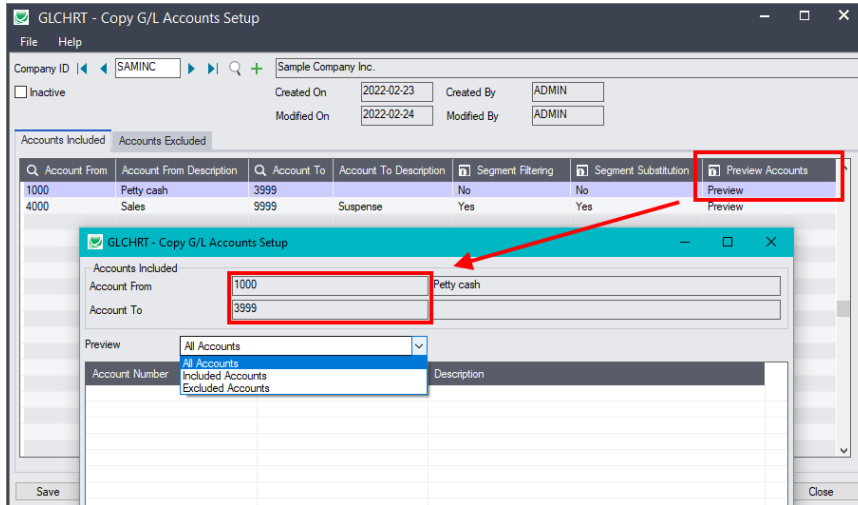 GLCHRT - Copy G/L Accounts Setup
File Help
Company ID SAMINC Sample Company Inc.
Inactive Created On 2022-02-23 Created By ADMIN
Modified On 2022-02-24 Modified By ADMIN
Accounts Included Accounts Excluded
Account From Account From Description Account To Account To Description Segment Filtering Segment Substitution Preview Accounts
1000 Petty cash 3999 No No Preview
4000 Sales 9999 Suspense Yes Yes Preview
GLCHRT - Copy G/L Accounts Setup
Accounts Included
Account From 1000 Petty cash
Account To 3999
Preview All Accounts
All Accounts
Account Number Description
Included Accounts
Excluded Accounts
Save Close